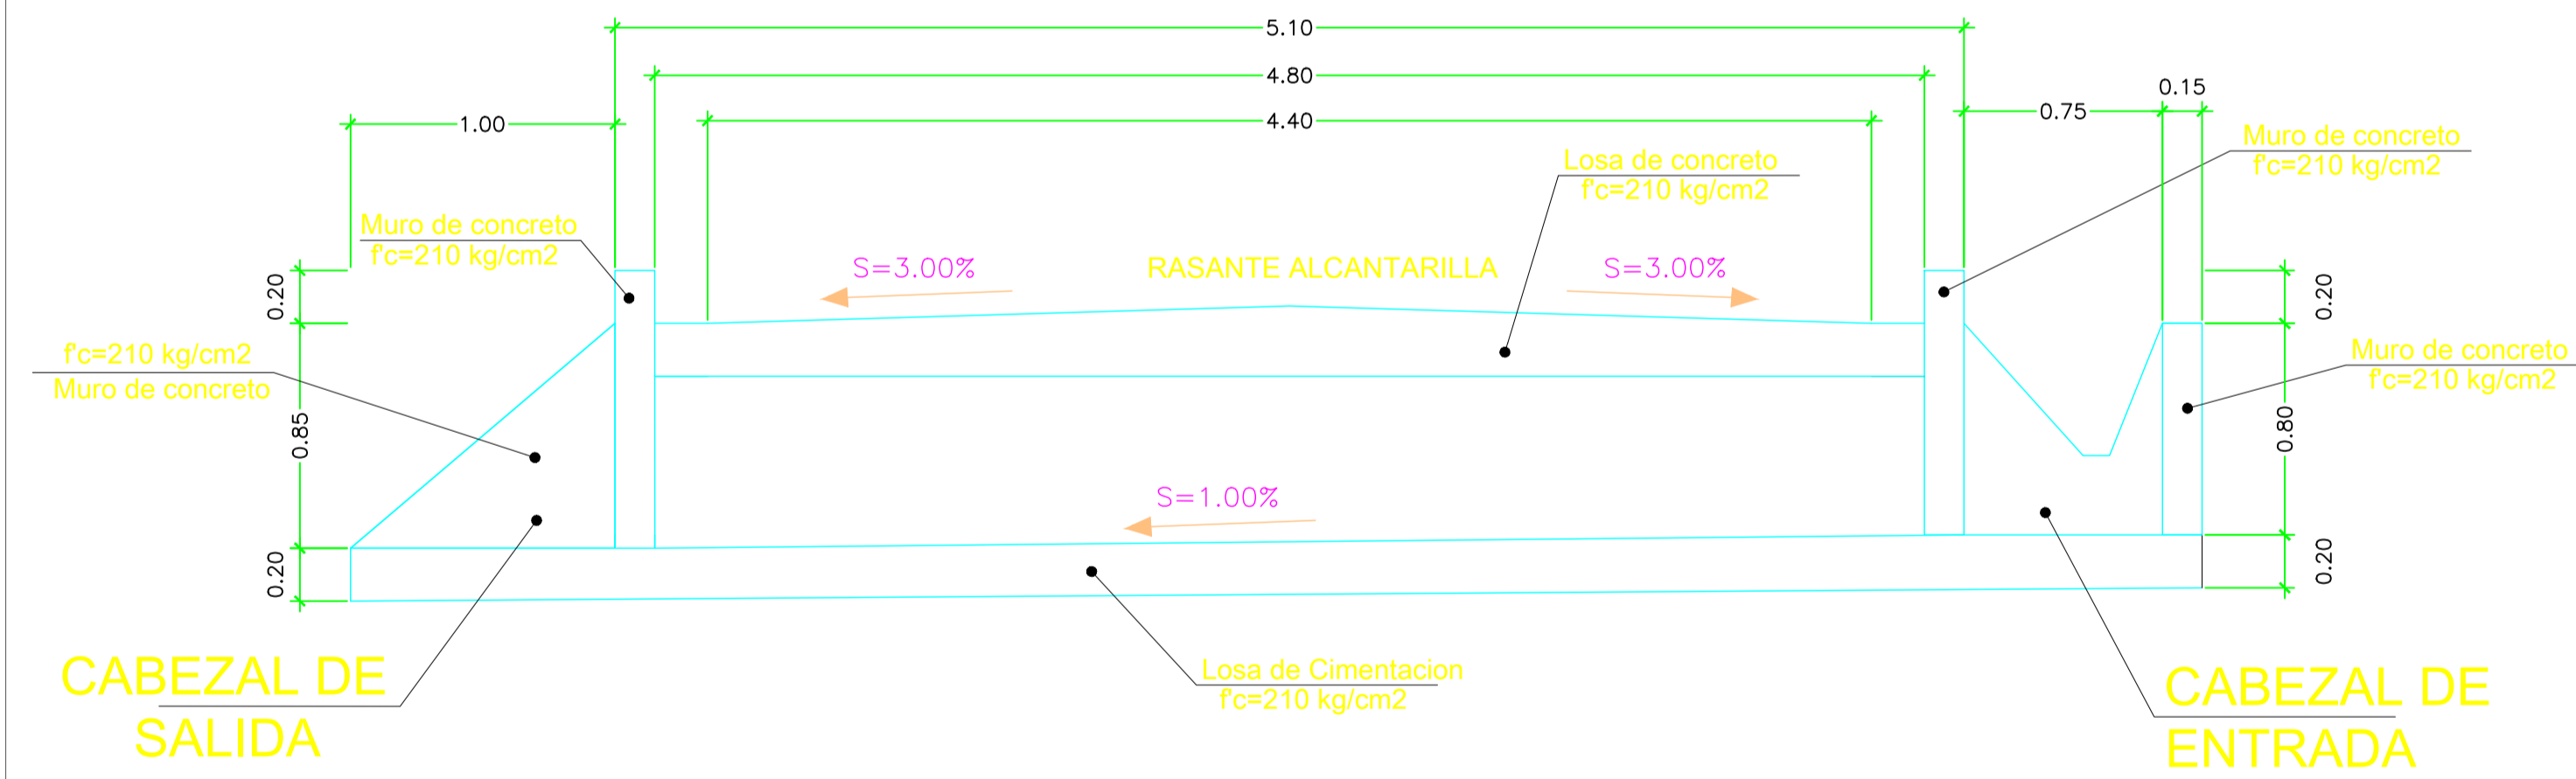 5.10
4.80
0.15
1.00
4.40
0.75
Muro de concreto
f'c=210 kg/cm2
Losa de concreto
f'c=210 kg/cm2
Muro de concreto
f'c=210 kg/cm2
S=3.00%
RASANTE ALCANTARILLA
S=3.00%
0.20
0.20
f'c=210 kg/cm2
Muro de concreto
Muro de concreto
f'c=210 kg/cm2
0.85
0.80
S=1.00%
0.20
0.20
CABEZAL DE
SALIDA
Losa de Cimentacion
f'c=210 kg/cm2
CABEZAL DE
ENTRADA